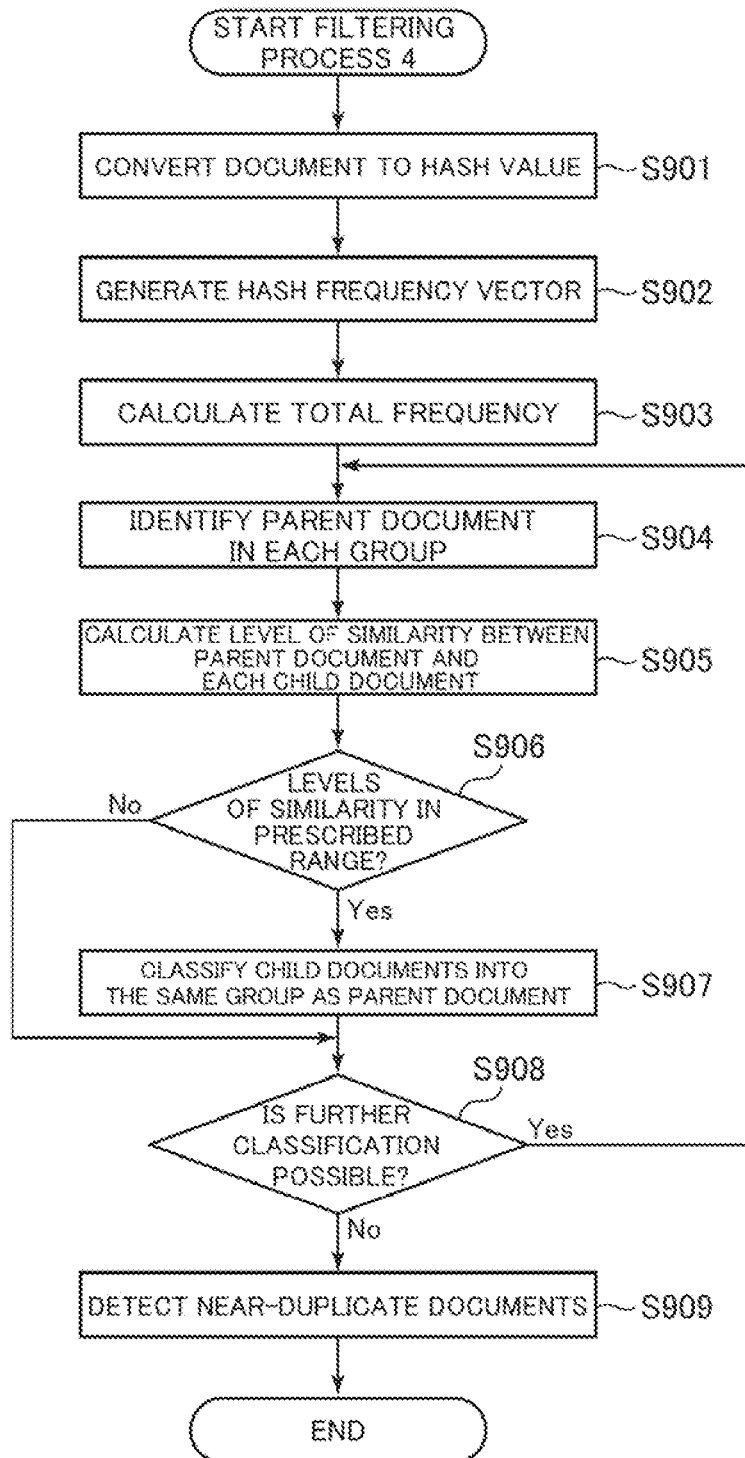 START FILTERING
PROCESS 4
CONVERT DOCUMENT TO HASH VALUE
S901
GENERATE HASH FREQUENCY VECTOR
S902
CALCULATE TOTAL FREQUENCY
S903
IDENTIFY PARENT DOCUMENT
IN EACH GROUP
S904
CALCULATE LEVEL OF SIMILARITY BETWEEN
PARENT DOCUMENT AND
EACH CHILD DOCUMENT
S905
S906
LEVELS
OF SIMILARITY IN
PRESCRIBED
RANGE?
No
Yes
CLASSIFY CHILD DOCUMENTS INTO
THE SAME GROUP AS PARENT DOCUMENT
S907
S908
IS FURTHER
CLASSIFICATION
POSSIBLE?
Yes
No
DETECT NEAR-DUPLICATE DOCUMENTS
S909
END